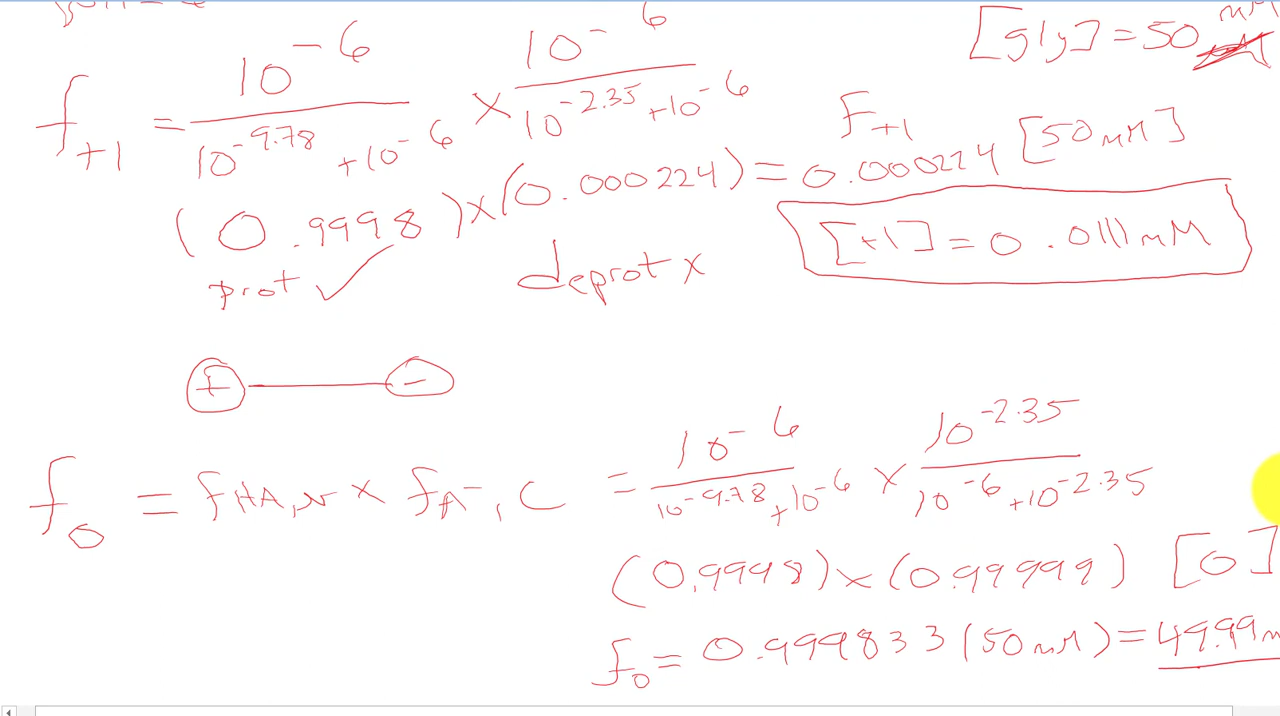 [gly] = 50 mM
f+1 = 10^-6 / (10^-9.78 + 10^-6) × 10^-6 / (10^-2.35 + 10^-6)
(0.9998) × (0.000224) = 0.000224 [50 mM]
f+1
prot ✓ deprot x
[+1] = 0.0111 mM
+ −
f0 = fHA,N × fA-,C = 10^-6 / (10^-9.78 + 10^-6) × 10^-2.35 / (10^-6 + 10^-2.35)
(0.9998) × (0.99999) [0]
f0 = 0.999833 (50 mM) = 49.99 m